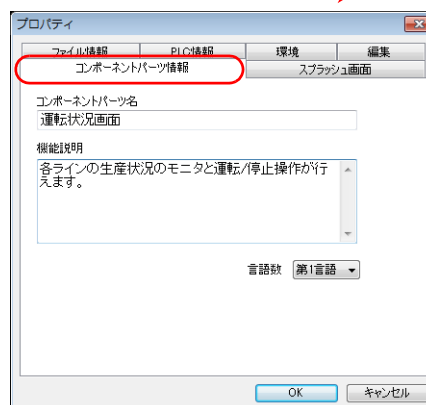 プロパティ
ファイル情報 PLC情報 環境 編集
コンポーネントパーツ情報 スプラッシュ画面
コンポーネントパーツ名
運転状況画面
機能説明
各ラインの生産状況のモニタと運転/停止操作が行
えます。
言語数 第1言語
OK キャンセル